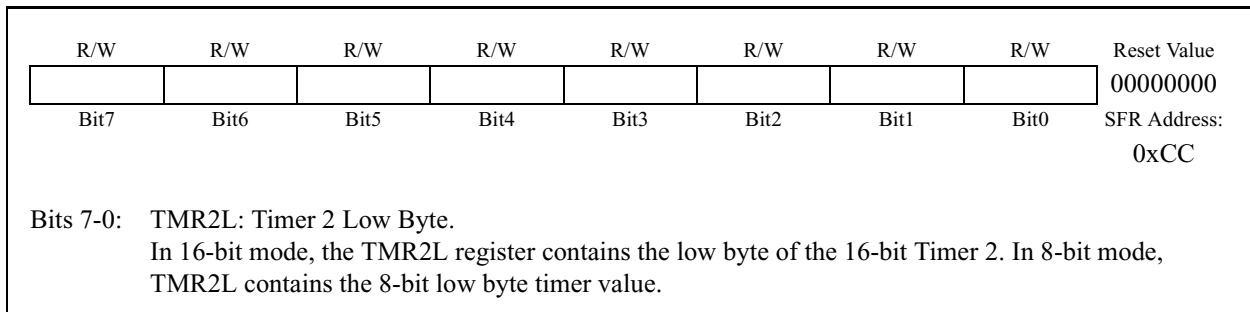 R/W R/W R/W R/W R/W R/W R/W R/W Reset Value
00000000
Bit7 Bit6 Bit5 Bit4 Bit3 Bit2 Bit1 Bit0 SFR Address:
0xCC
Bits 7-0: TMR2L: Timer 2 Low Byte.
In 16-bit mode, the TMR2L register contains the low byte of the 16-bit Timer 2. In 8-bit mode,
TMR2L contains the 8-bit low byte timer value.